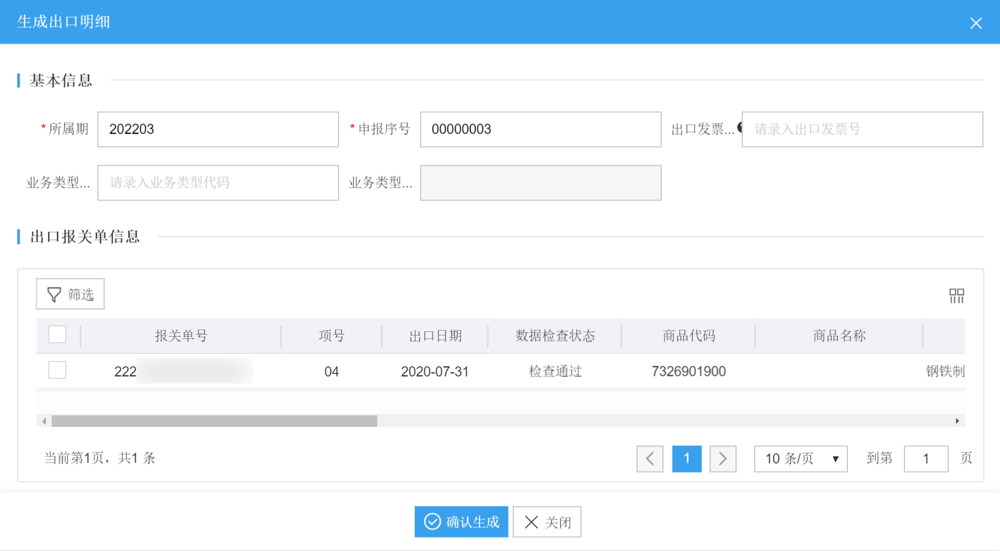 生成出口明细
基本信息
*所属期 202203 *申报序号 00000003 出口发票... 请录入出口发票号
业务类型... 请录入业务类型代码 业务类型...
出口报关单信息
筛选
报关单号 项号 出口日期 数据检查状态 商品代码 商品名称
222 04 2020-07-31 检查通过 7326901900 钢铁制
当前第1页，共1 条 1 10 条/页 到第 1 页
确认生成 关闭